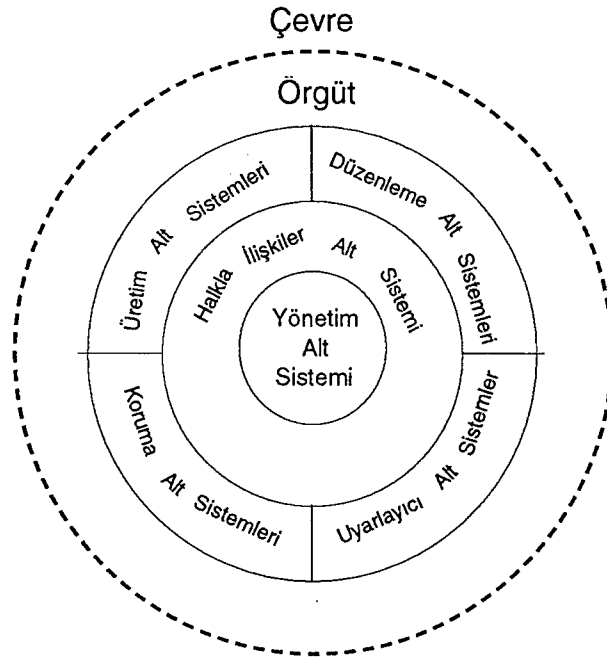 Çevre
Örgüt
Üretim Alt Sistemleri
Düzenleme Alt Sistemleri
Halkla İlişkiler Alt Sistemi
Yönetim
Alt
Sistemi
Koruma Alt Sistemleri
Uyarlayıcı Alt Sistemler